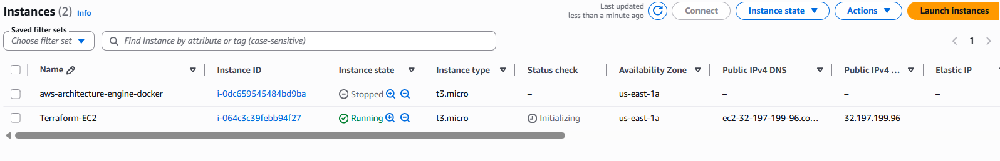 Instances (2) Info
Last updated
less than a minute ago
Connect
Instance state
Actions
Launch instances
Saved filter sets
Choose filter set
Find Instance by attribute or tag (case-sensitive)
1
Name Instance ID Instance state Instance type Status check Availability Zone Public IPv4 DNS Public IPv4 ... Elastic IP
aws-architecture-engine-docker i-0dc659545484bd9ba Stopped t3.micro – us-east-1a – – –
Terraform-EC2 i-064c3c39febb94f27 Running t3.micro Initializing us-east-1a ec2-32-197-199-96.co... 32.197.199.96 –